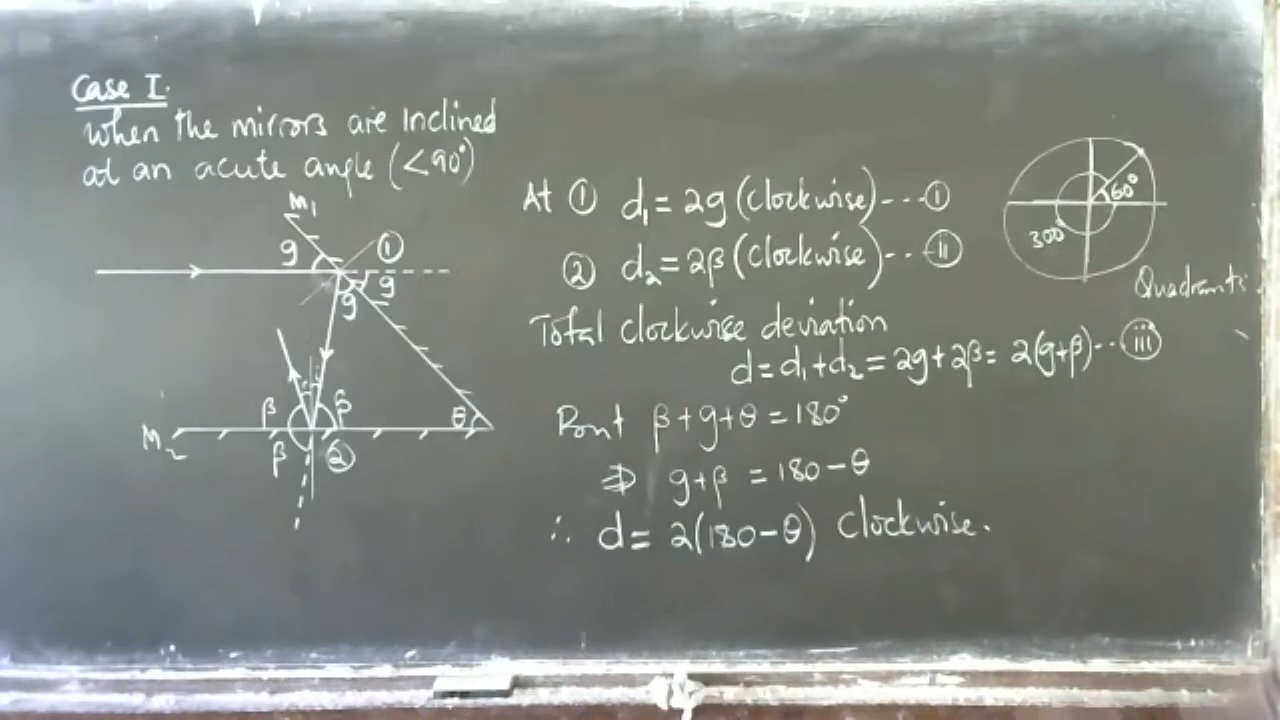 Case I.
When the mirrors are Inclined
at an acute angle (<90°)
M₁
g
①
g
g
i
β
β
θ
M₂
β
②
At ① d₁ = 2g (Clockwise) --- ⓘ
② d₂ = 2β (Clockwise) --- ⓘⓘ
Total clockwise deviation
d = d₁ + d₂ = 2g + 2β = 2(g+β) -- ⓘⓘⓘ
β + g + θ = 180°
⇒ g+β = 180 - θ
∴ d = 2(180 - θ) Clockwise.
60°
300°
Quadrants